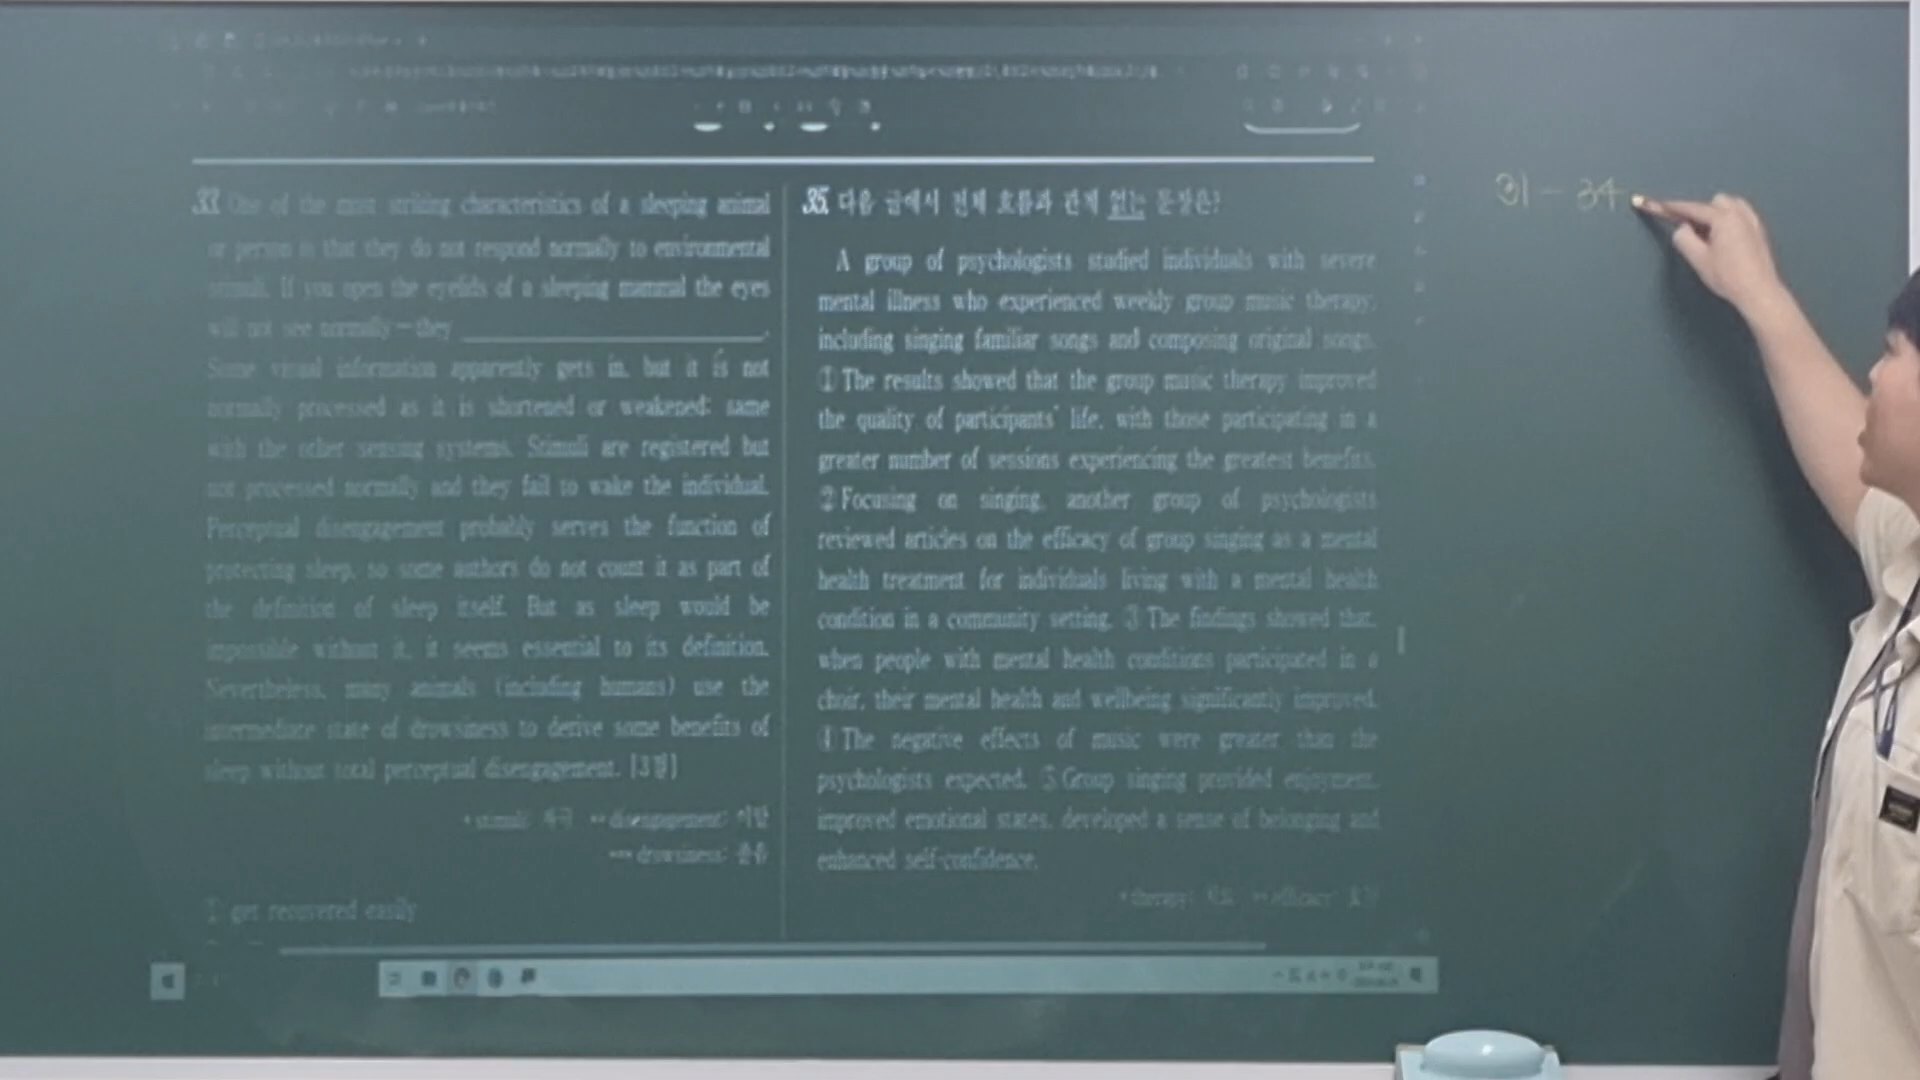 33. One of the most striking characteristics of a sleeping animal
or person is that they do not respond normally to environmental
stimuli. If you open the eyelids of a sleeping mammal the eyes
will not see normally—they ____________.
Some visual information apparently gets in, but it is not
normally processed as it is shortened or weakened; same
with the other sensing systems. Stimuli are registered but
not processed normally and they fail to wake the individual.
Perceptual disengagement probably serves the function of
protecting sleep, so some authors do not count it as part of
the definition of sleep itself. But as sleep would be
impossible without it, it seems essential to its definition.
Nevertheless, many animals (including humans) use the
intermediate state of drowsiness to derive some benefits of
sleep without total perceptual disengagement. [3점]
* stimuli: 자극 ** disengagement: 이탈
*** drowsiness: 졸음
① get recovered easily
35. 다음 글에서 전체 흐름과 관계 없는 문장은?
A group of psychologists studied individuals with severe
mental illness who experienced weekly group music therapy,
including singing familiar songs and composing original songs.
① The results showed that the group music therapy improved
the quality of participants' life, with those participating in a
greater number of sessions experiencing the greatest benefits.
② Focusing on singing, another group of psychologists
reviewed articles on the efficacy of group singing as a mental
health treatment for individuals living with a mental health
condition in a community setting. ③ The findings showed that,
when people with mental health conditions participated in a
choir, their mental health and wellbeing significantly improved.
④ The negative effects of music were greater than the
psychologists expected. ⑤ Group singing provided enjoyment,
improved emotional states, developed a sense of belonging and
enhanced self-confidence.
* therapy: ** efficacy:
31 - 34